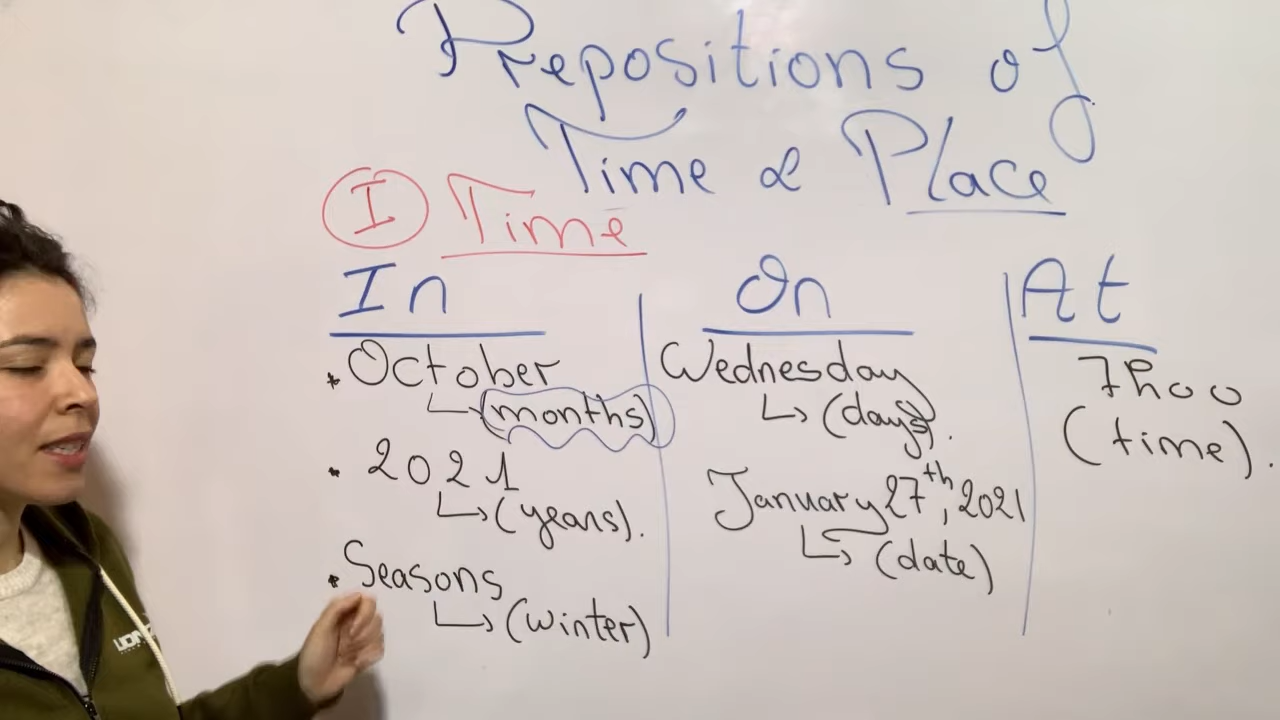 Prepositions of
Time & Place
I Time
In
• October
↳ (months)
• 2021
↳ (years).
• Seasons
↳ (winter)
On
Wednesday
↳ (days).
January 27th, 2021
↳ (date)
At
7h00
(time).